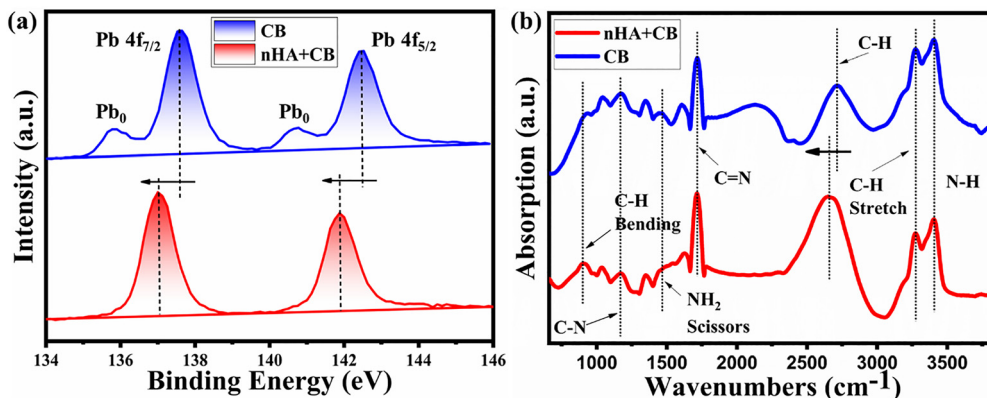 (a)
Pb 4f7/2
CB
nHA+CB
Pb 4f5/2
Pb0
Pb0
Intensity (a.u.)
134
136
138
140
142
144
146
Binding Energy (eV)
(b)
nHA+CB
CB
C-H
C=N
C-H
Stretch
N-H
C-H
Bending
C-N
NH2
Scissors
Absorption (a.u.)
1000
1500
2000
2500
3000
3500
Wavenumbers (cm-1)